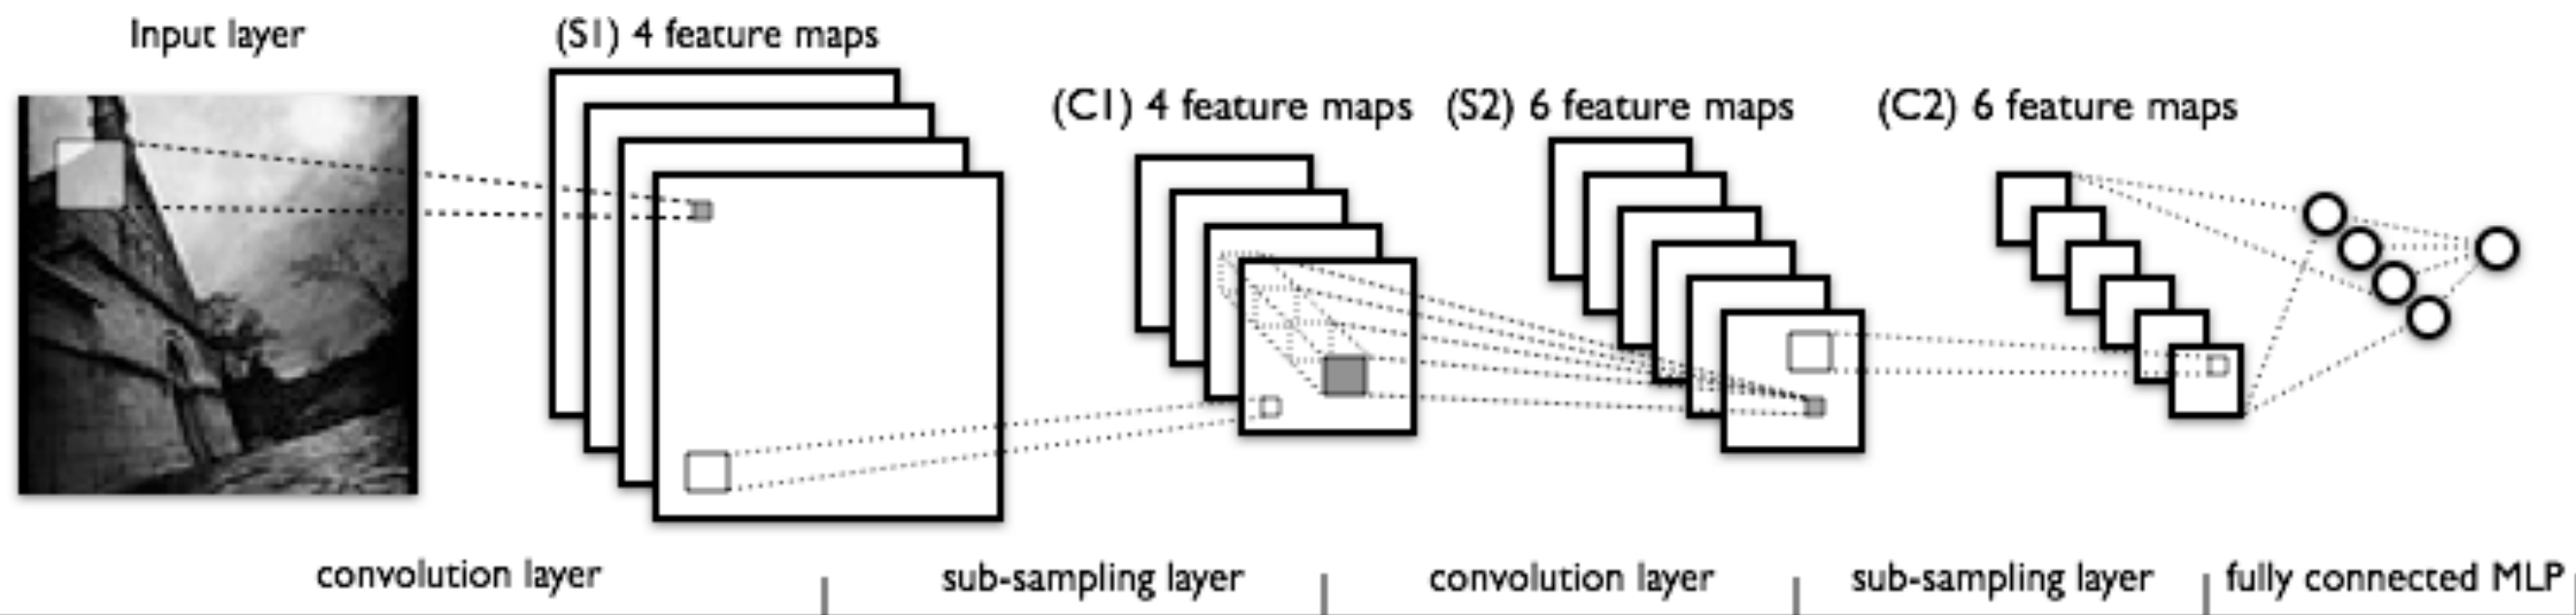 Input layer
(S1) 4 feature maps
(C1) 4 feature maps
(S2) 6 feature maps
(C2) 6 feature maps
convolution layer
sub-sampling layer
convolution layer
sub-sampling layer
fully connected MLP